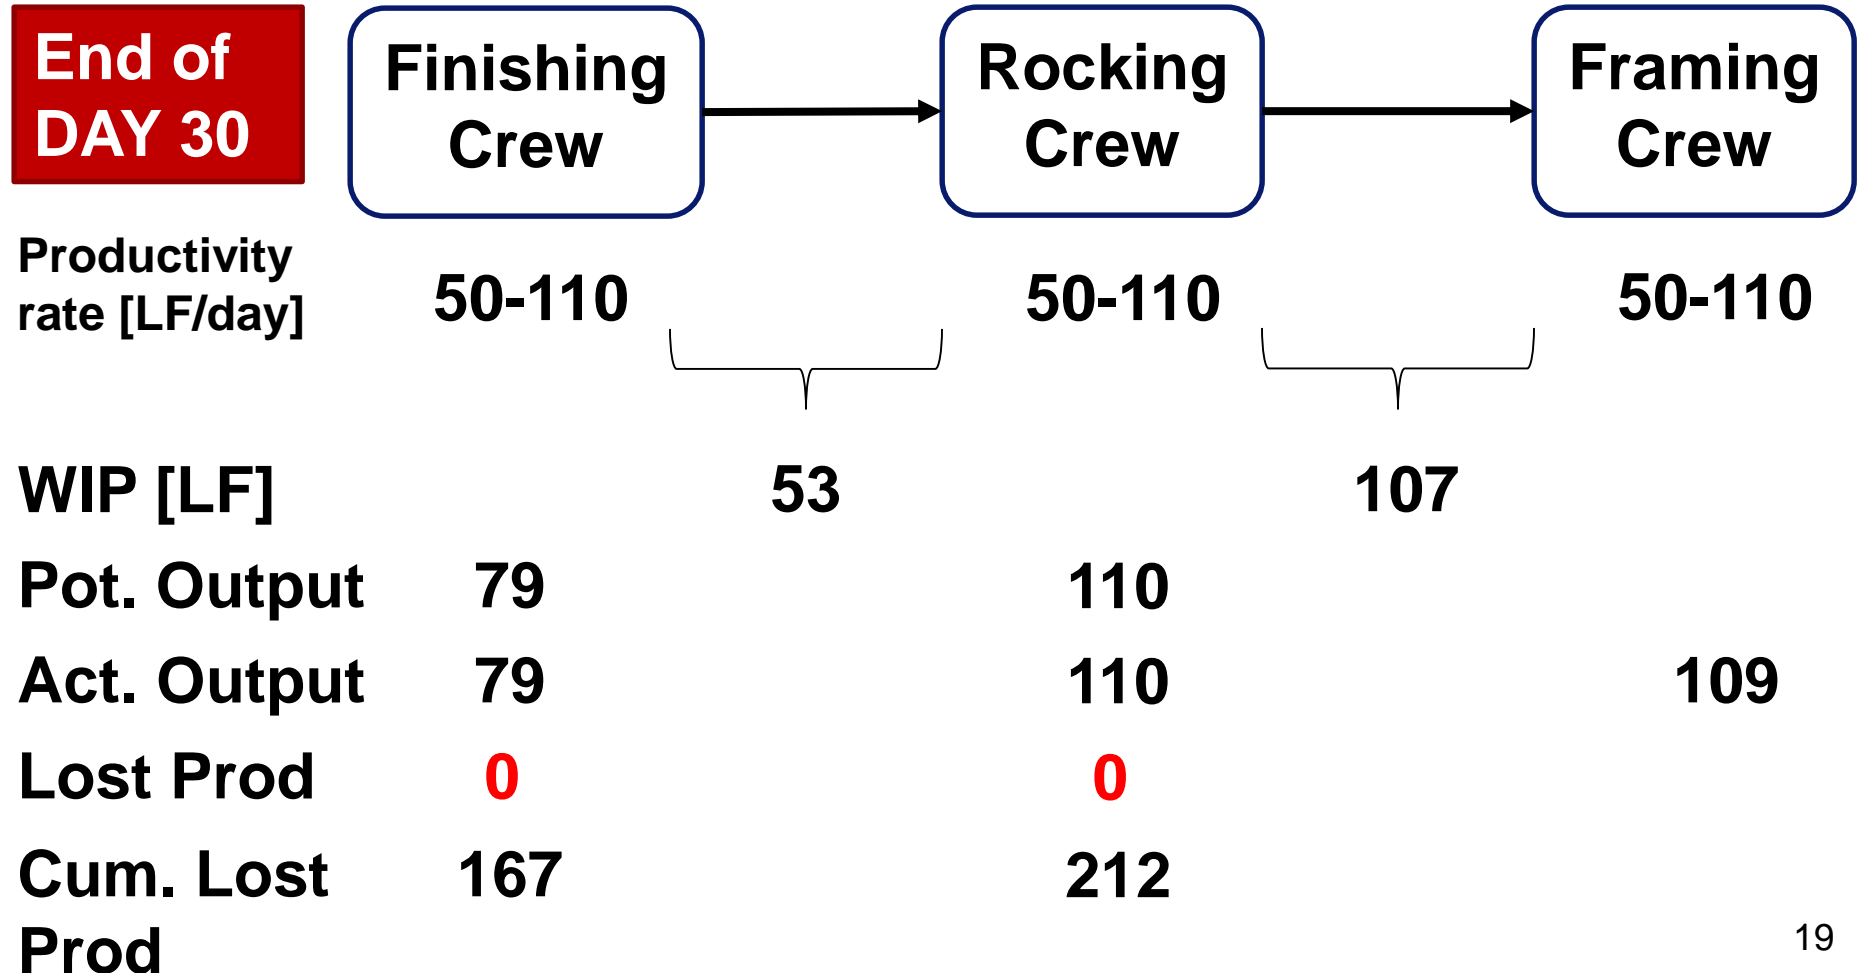 End of
DAY 30
Finishing
Crew
Rocking
Crew
Framing
Crew
Productivity
rate [LF/day]
50-110
50-110
50-110
WIP [LF]
53
107
Pot. Output
79
110
Act. Output
79
110
109
Lost Prod
0
0
Cum. Lost
Prod
167
212
19